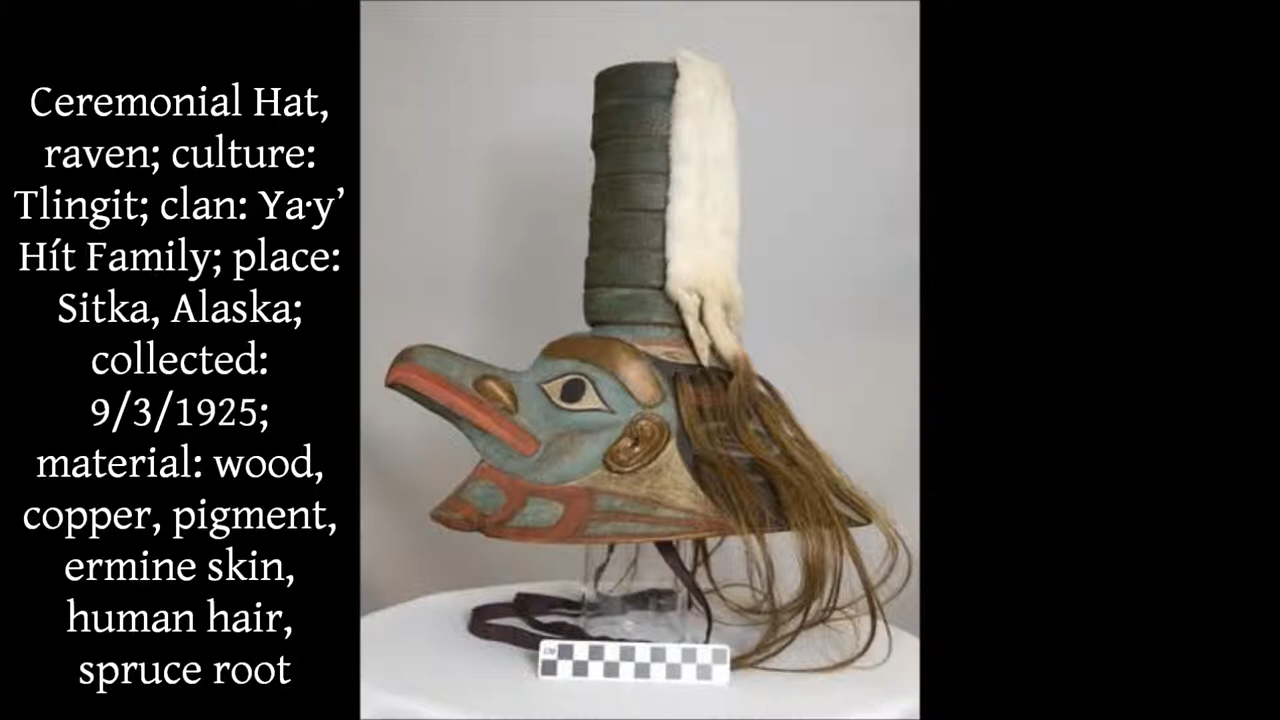 Ceremonial Hat,
raven; culture:
Tlingit; clan: Ya·y’
Hít Family; place:
Sitka, Alaska;
collected:
9/3/1925;
material: wood,
copper, pigment,
ermine skin,
human hair,
spruce root
CM